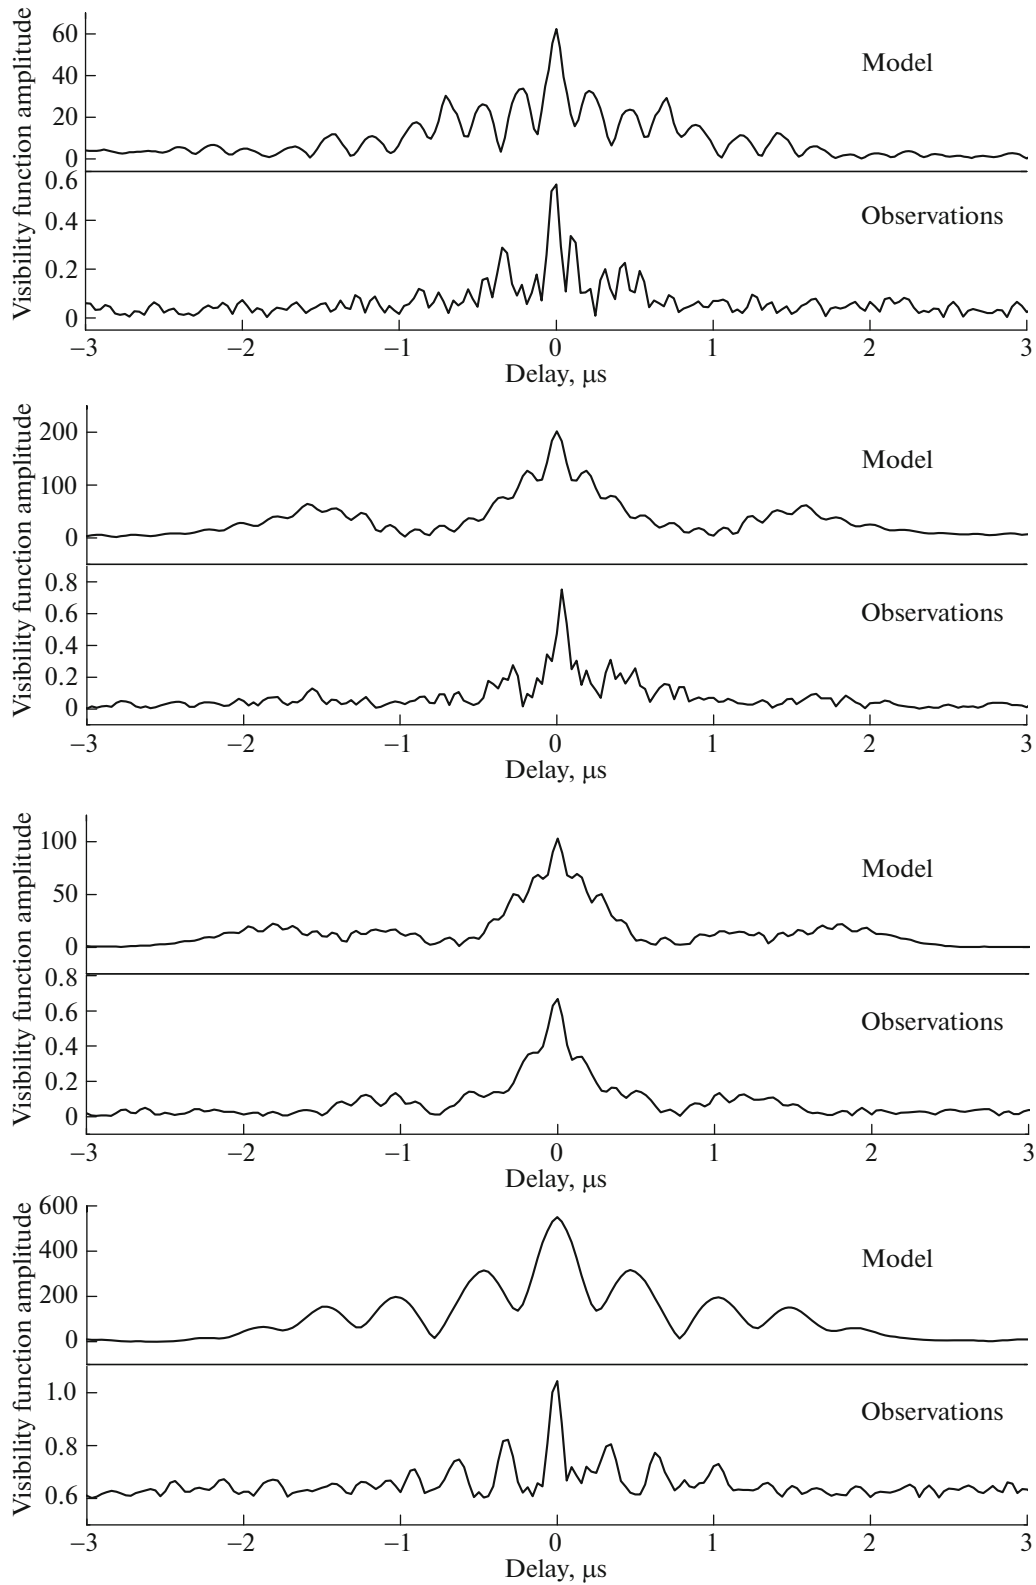 Visibility function amplitude
60
40
20
0
Model
0.6
0.4
0.2
0
Observations
−3 −2 −1 0 1 2 3
Delay, μs
Visibility function amplitude
200
100
0
Model
0.8
0.6
0.4
0.2
0
Observations
−3 −2 −1 0 1 2 3
Delay, μs
Visibility function amplitude
100
50
0
Model
0.8
0.6
0.4
0.2
0
Observations
−3 −2 −1 0 1 2 3
Delay, μs
Visibility function amplitude
600
400
200
0
Model
1.0
0.8
0.6
Observations
−3 −2 −1 0 1 2 3
Delay, μs